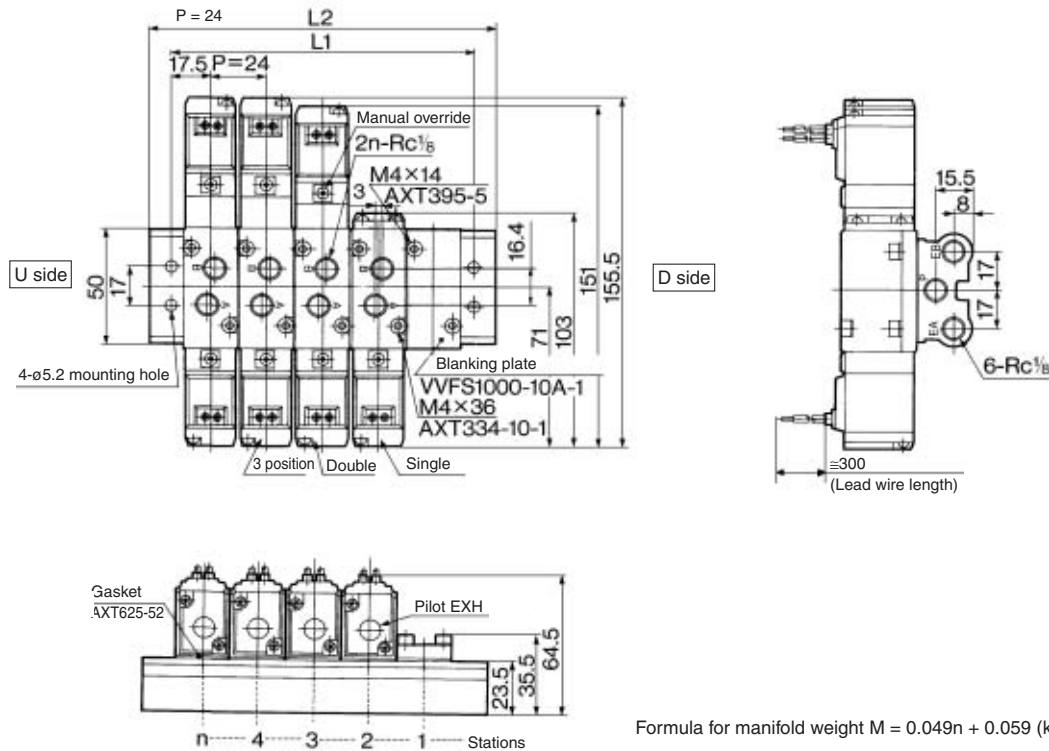 P = 24
L2
L1
17.5
P=24
Manual override
2n-Rc⅛
M4×14
3
AXT395-5
U side
50
17
16.4
71
103
151
155.5
B
A
B
A
B
A
B
A
4-ø5.2 mounting hole
Blanking plate
VVFS1000-10A-1
M4×36
AXT334-10-1
3 position
Double
Single
D side
15.5
8
EB
P
EA
17
17
6-Rc⅛
≅300
(Lead wire length)
Gasket
AXT625-52
Pilot EXH
23.5
35.5
64.5
n
4
3
2
1
Stations
Formula for manifold weight M = 0.049n + 0.059 (k